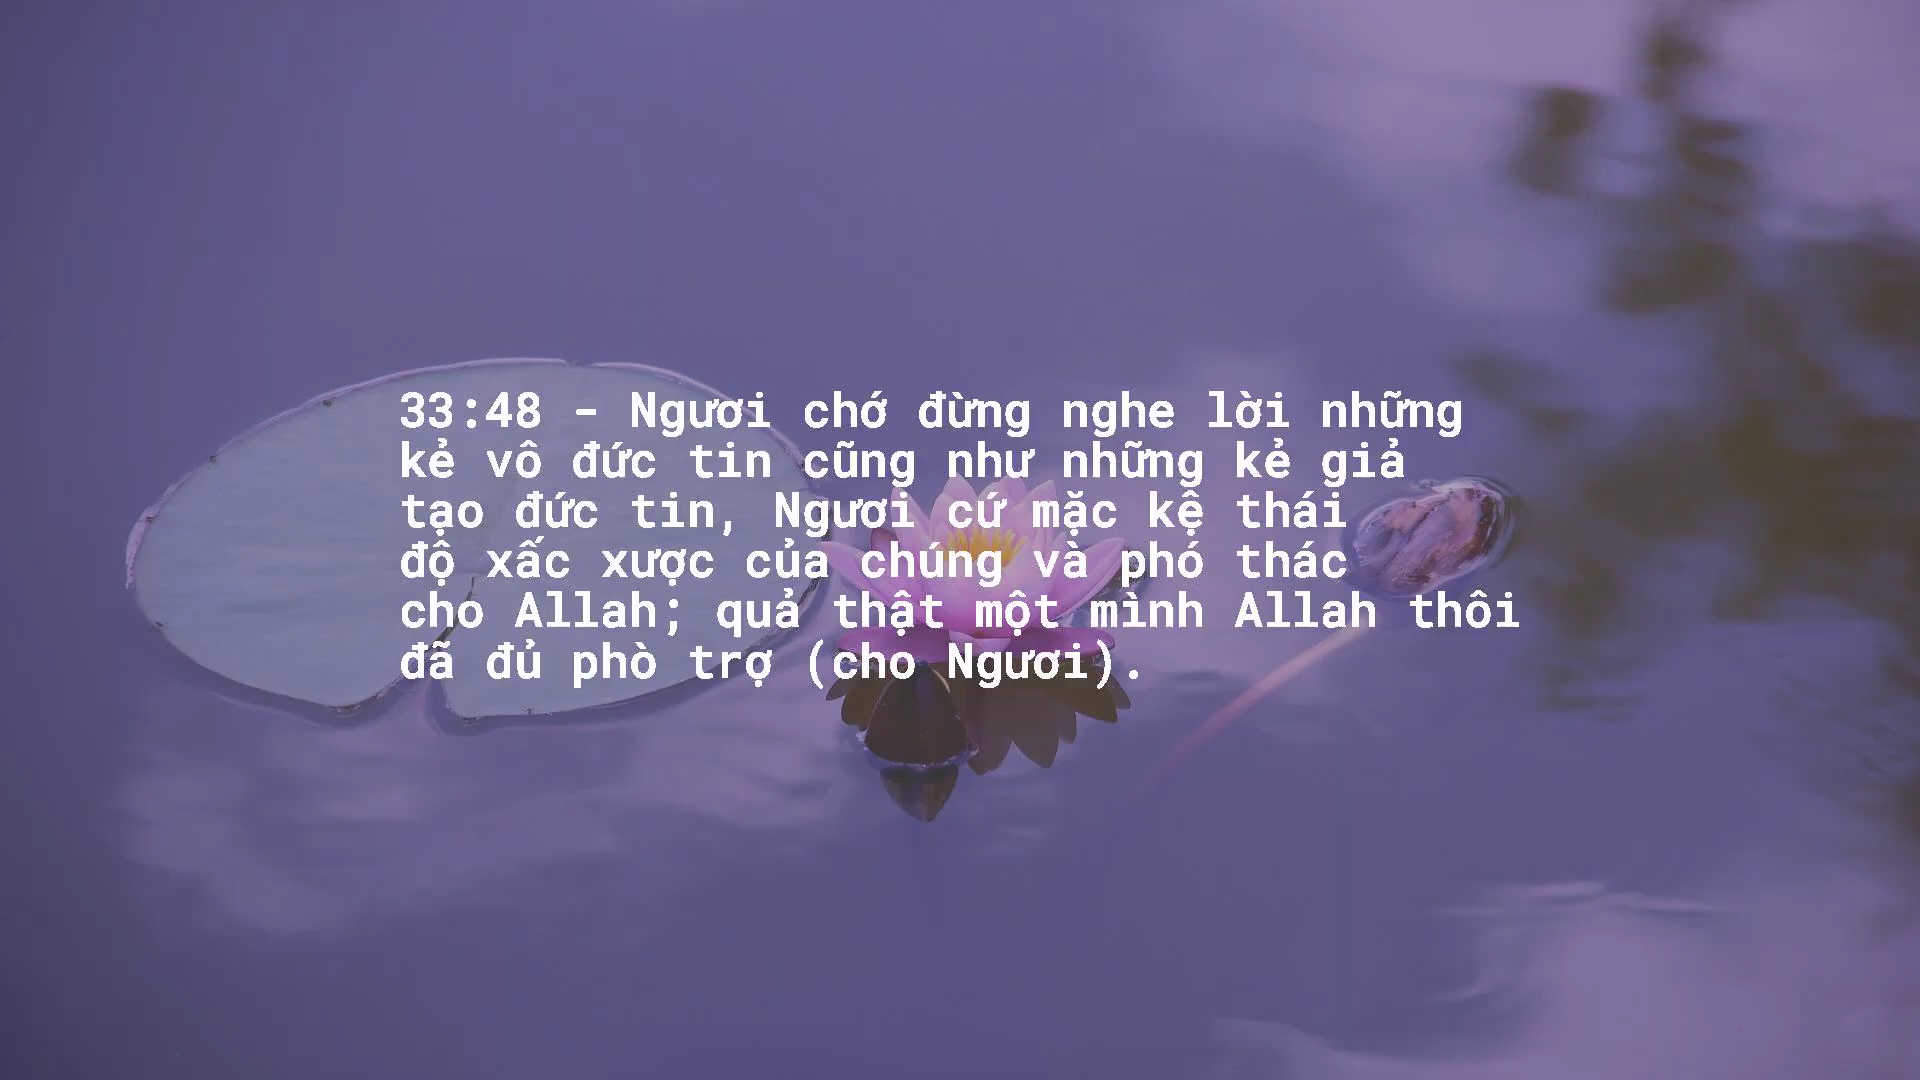 33:48 - Ngươi chớ đừng nghe lời những
kẻ vô đức tin cũng như những kẻ giả
tạo đức tin, Ngươi cứ mặc kệ thái
độ xấc xược của chúng và phó thác
cho Allah; quả thật một mình Allah thôi
đã đủ phò trợ (cho Ngươi).